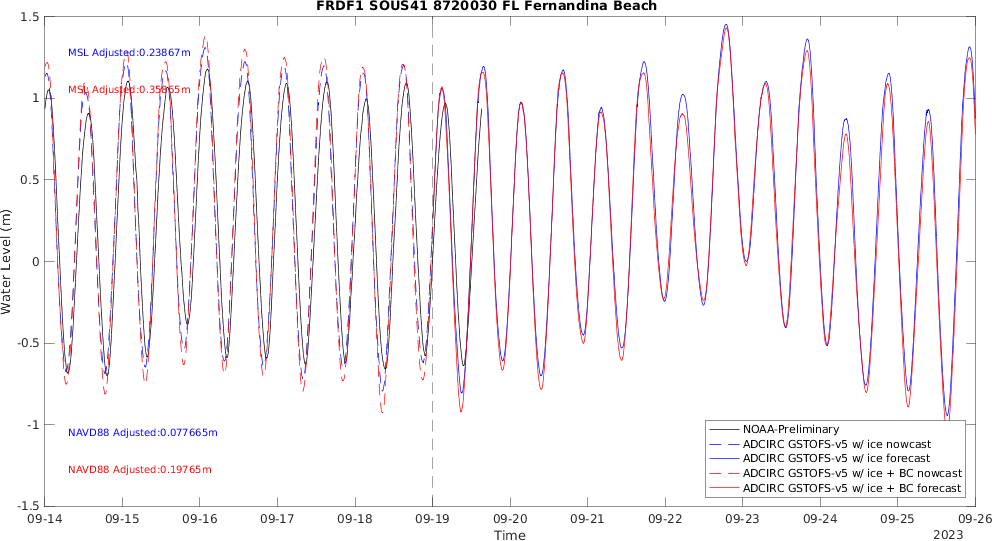 FRDF1 SOUS41 8720030 FL Fernandina Beach
1.5
1
0.5
0
-0.5
-1
-1.5
Water Level (m)
MSL Adjusted:0.23867m
MSL Adjusted:0.35865m
NAVD88 Adjusted:0.077665m
NAVD88 Adjusted:0.19765m
NOAA-Preliminary
ADCIRC GSTOFS-v5 w/ ice nowcast
ADCIRC GSTOFS-v5 w/ ice forecast
ADCIRC GSTOFS-v5 w/ ice + BC nowcast
ADCIRC GSTOFS-v5 w/ ice + BC forecast
09-14 09-15 09-16 09-17 09-18 09-19 09-20 09-21 09-22 09-23 09-24 09-25 09-26
Time
2023